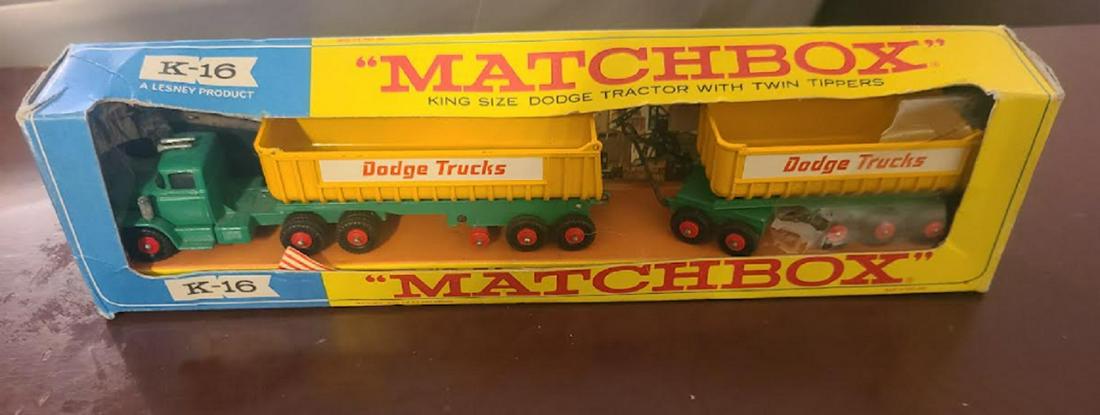 K-16
A LESNEY PRODUCT
"MATCHBOX"
KING SIZE DODGE TRACTOR WITH TWIN TIPPERS
Dodge Trucks
Dodge Trucks
K-16
"MATCHBOX"